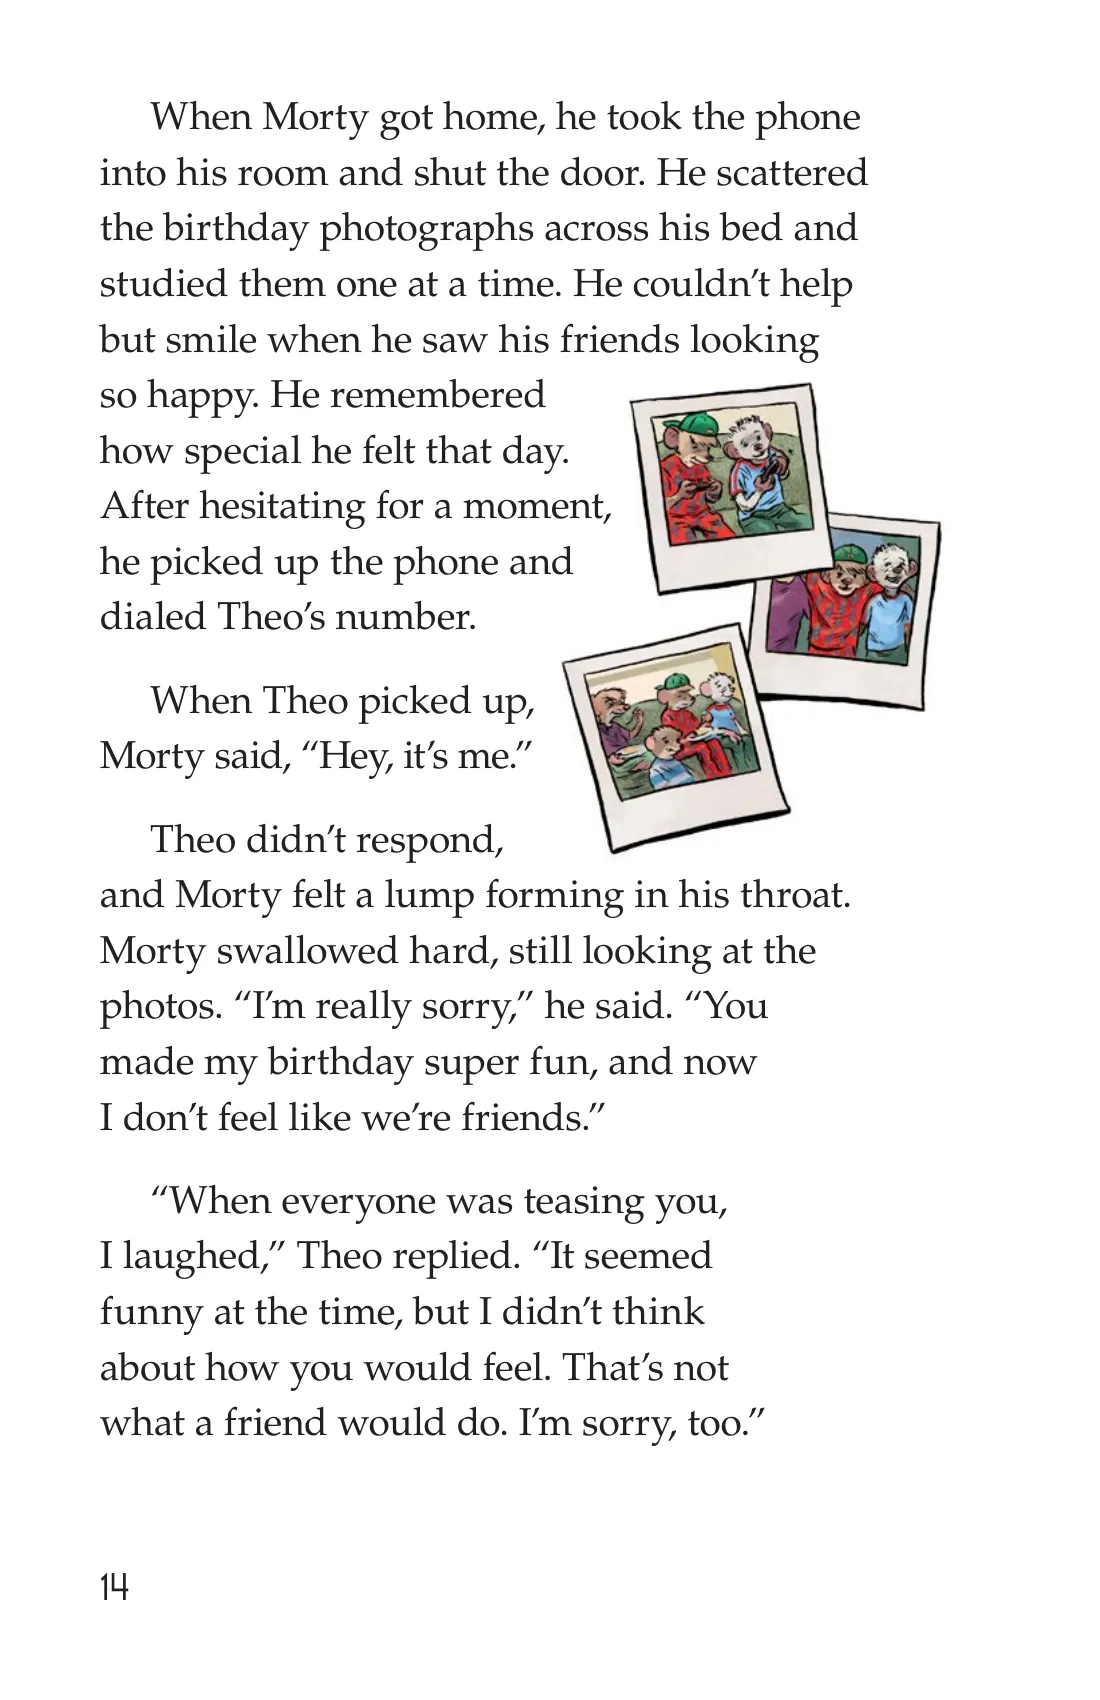 When Morty got home, he took the phone
into his room and shut the door. He scattered
the birthday photographs across his bed and
studied them one at a time. He couldn’t help
but smile when he saw his friends looking
so happy. He remembered
how special he felt that day.
After hesitating for a moment,
he picked up the phone and
dialed Theo’s number.
When Theo picked up,
Morty said, “Hey, it’s me.”
Theo didn’t respond,
and Morty felt a lump forming in his throat.
Morty swallowed hard, still looking at the
photos. “I’m really sorry,” he said. “You
made my birthday super fun, and now
I don’t feel like we’re friends.”
“When everyone was teasing you,
I laughed,” Theo replied. “It seemed
funny at the time, but I didn’t think
about how you would feel. That’s not
what a friend would do. I’m sorry, too.”
14